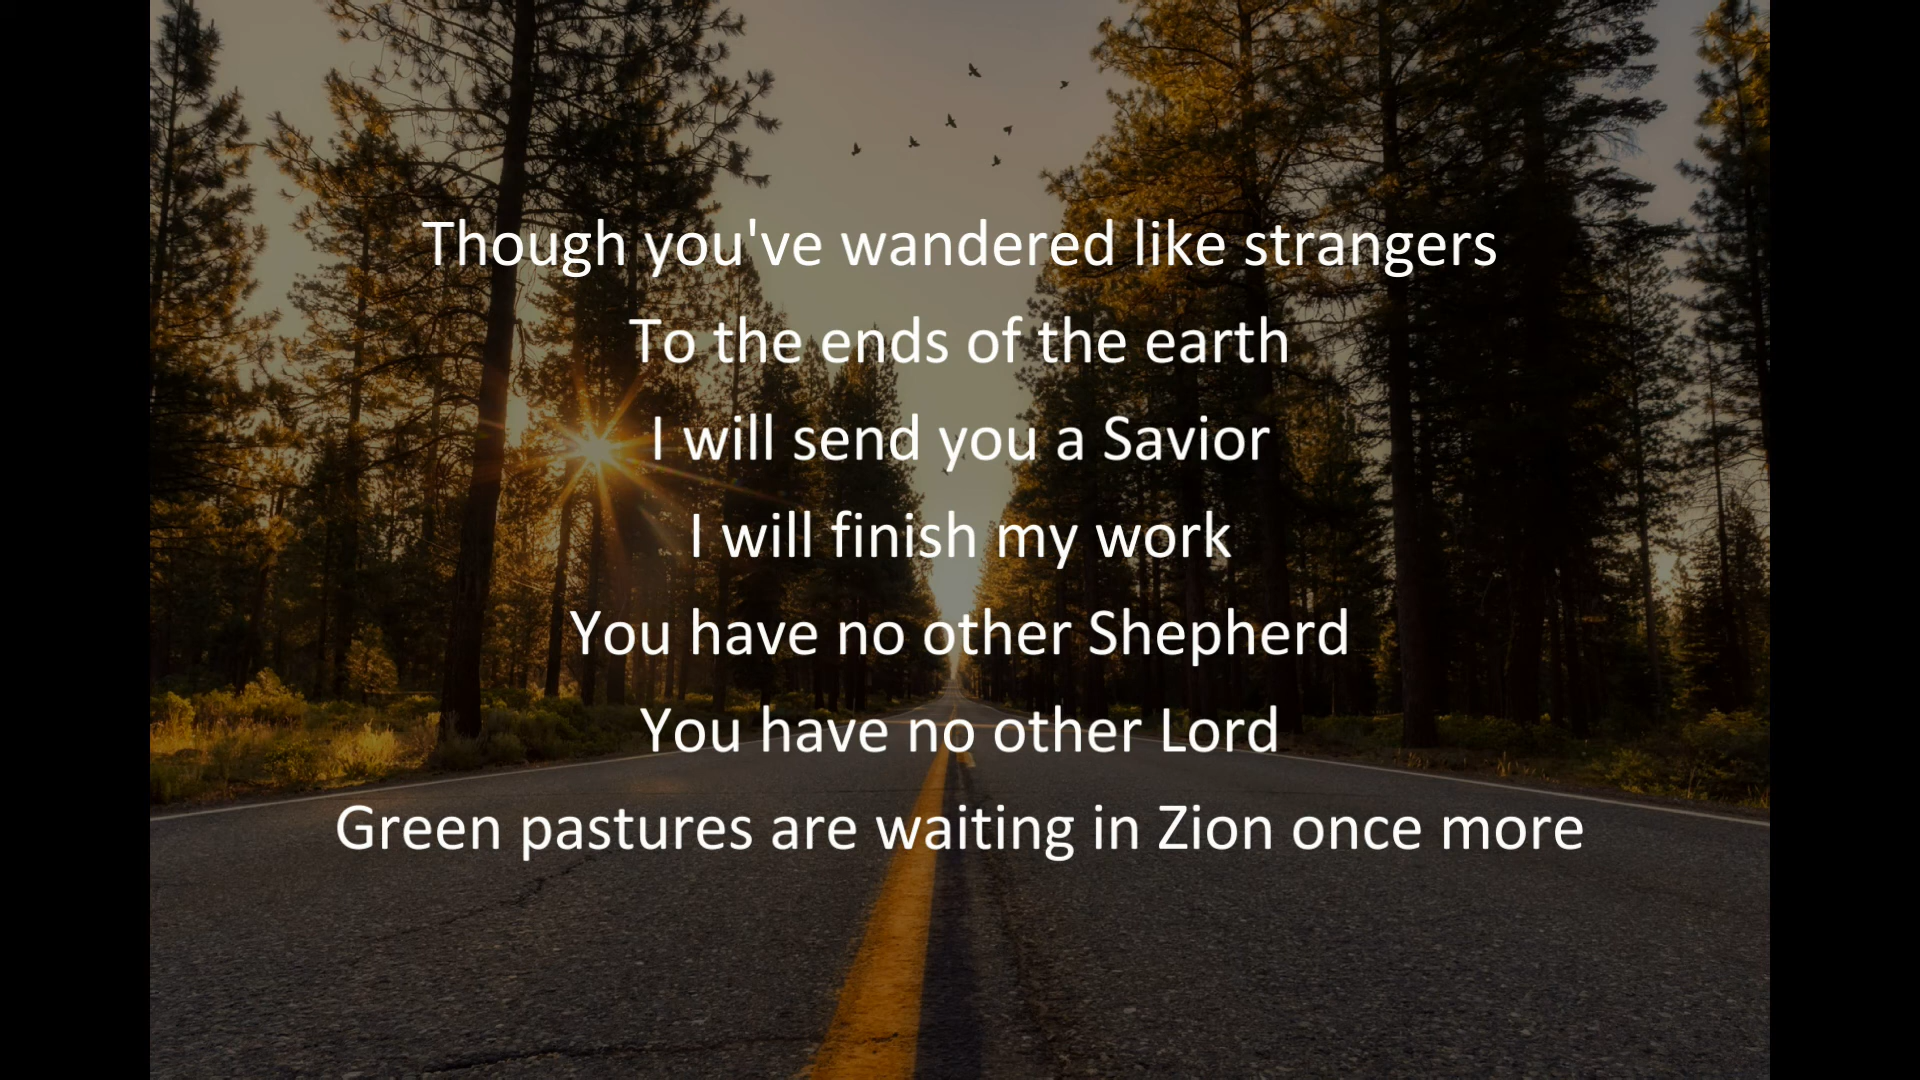 Though you've wandered like strangers
To the ends of the earth
I will send you a Savior
I will finish my work
You have no other Shepherd
You have no other Lord
Green pastures are waiting in Zion once more